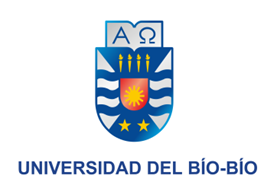 Α Ω
UNIVERSIDAD DEL BÍO-BÍO